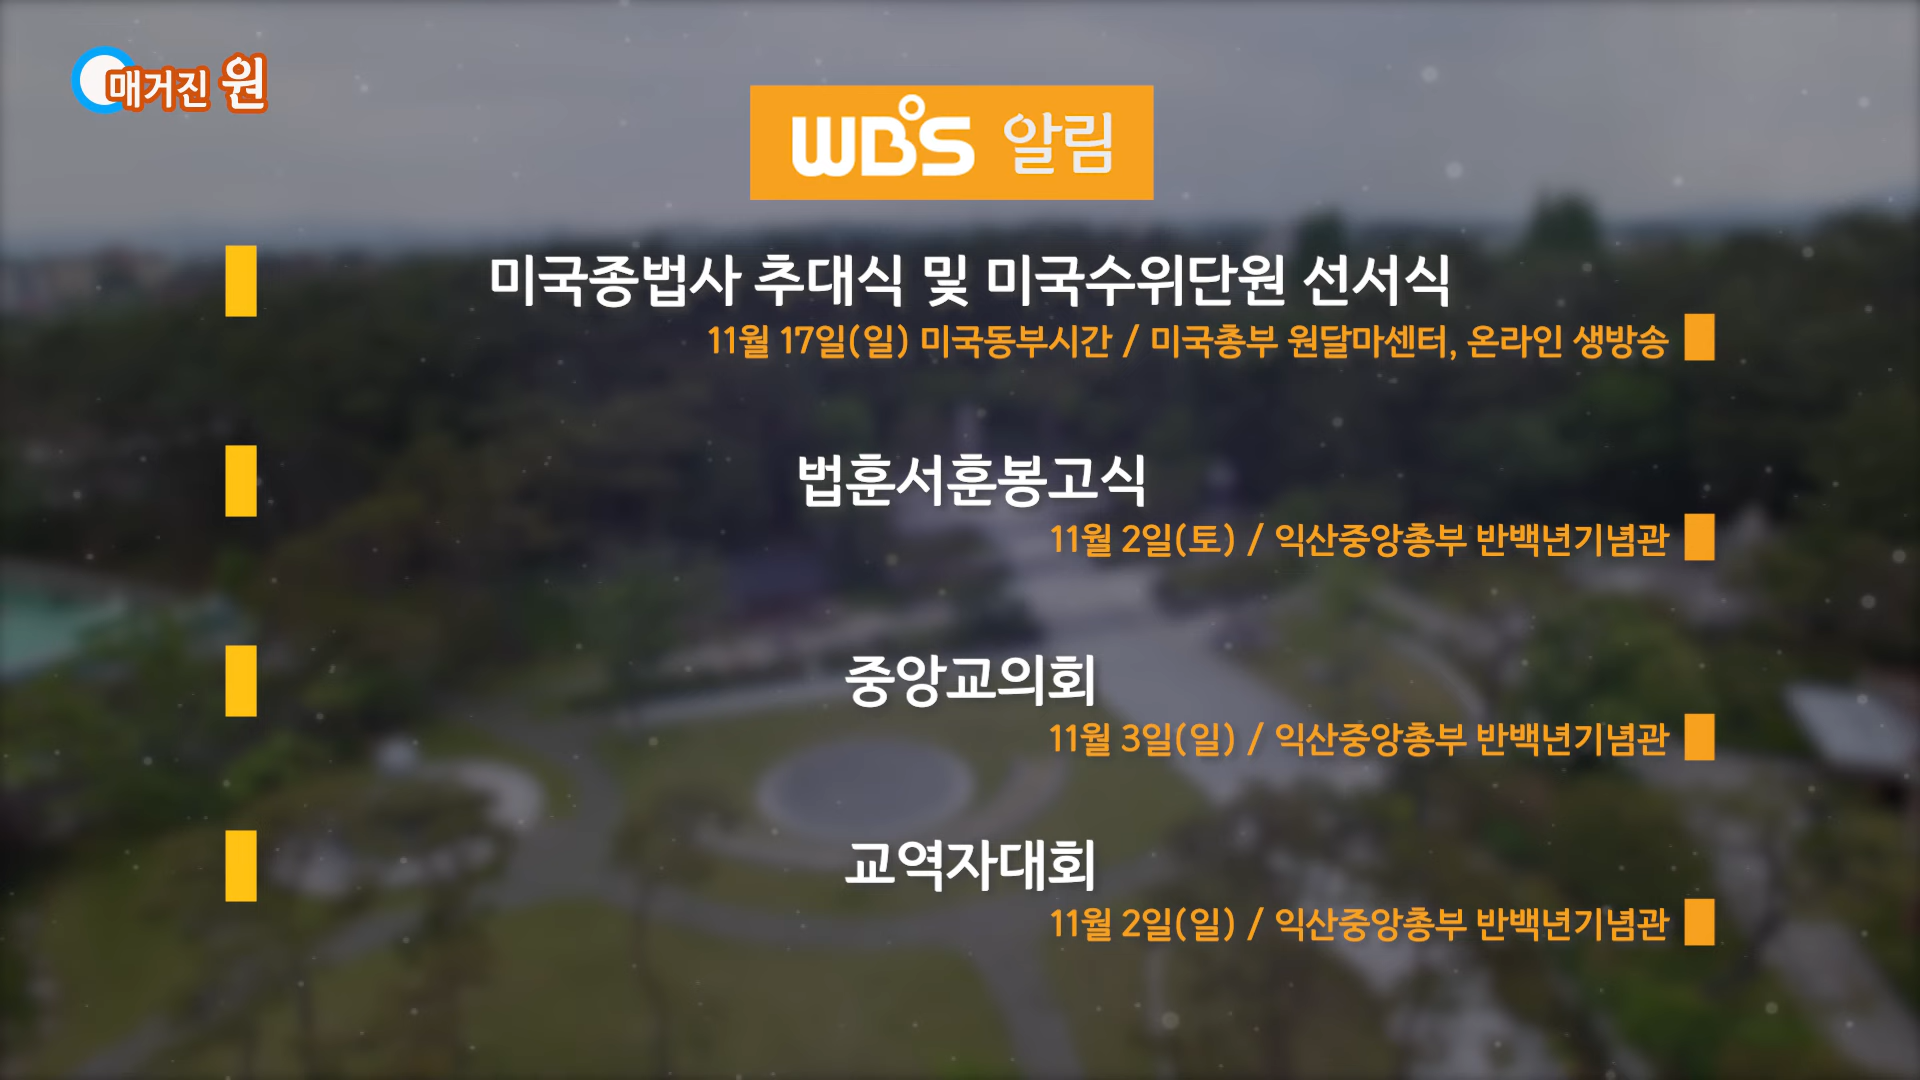 매거진 원
WBS 알림
미국종법사 추대식 및 미국수위단원 선서식
11월 17일(일) 미국동부시간 / 미국총부 원달마센터, 온라인 생방송
법훈서훈봉고식
11월 2일(토) / 익산중앙총부 반백년기념관
중앙교의회
11월 3일(일) / 익산중앙총부 반백년기념관
교역자대회
11월 2일(일) / 익산중앙총부 반백년기념관